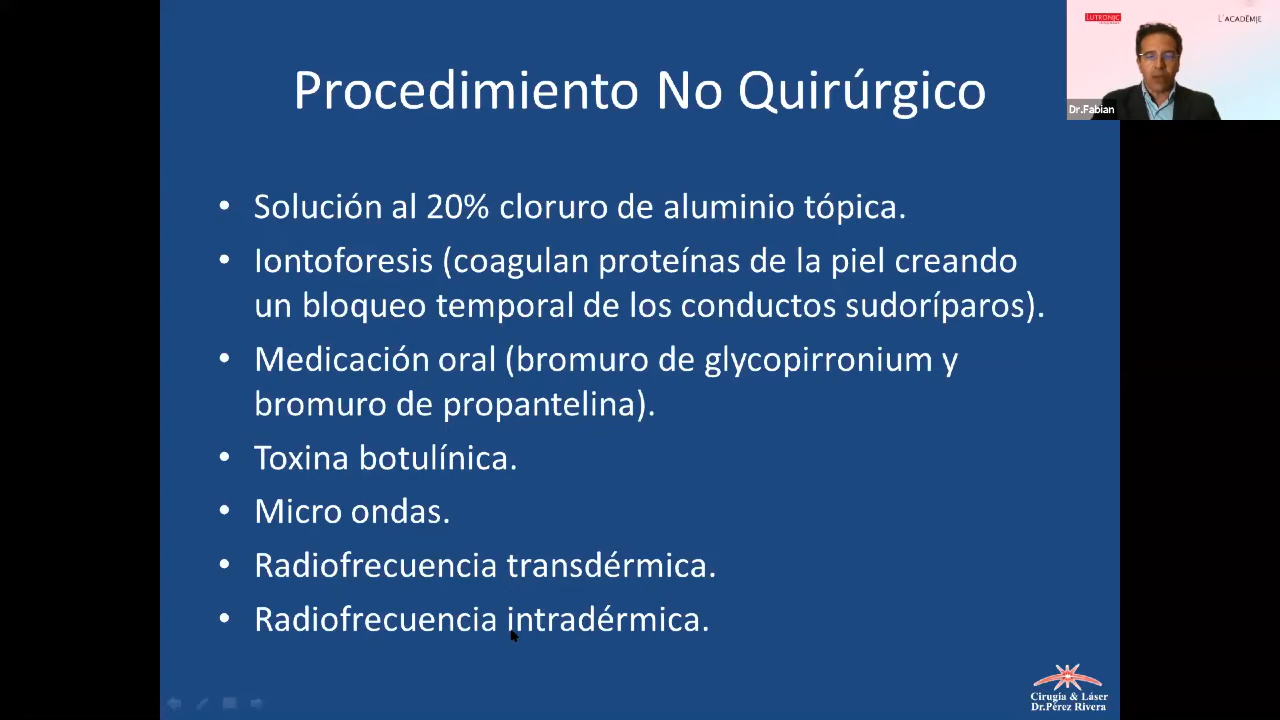 Procedimiento No Quirúrgico
• Solución al 20% cloruro de aluminio tópica.
• Iontoforesis (coagulan proteínas de la piel creando
un bloqueo temporal de los conductos sudoríparos).
• Medicación oral (bromuro de glycopirronium y
bromuro de propantelina).
• Toxina botulínica.
• Micro ondas.
• Radiofrecuencia transdérmica.
• Radiofrecuencia intradérmica.
LUTRONIC
L'ACADÉMIE
Dr.Fabian
Cirugía & Láser
Dr.Pérez Rivera